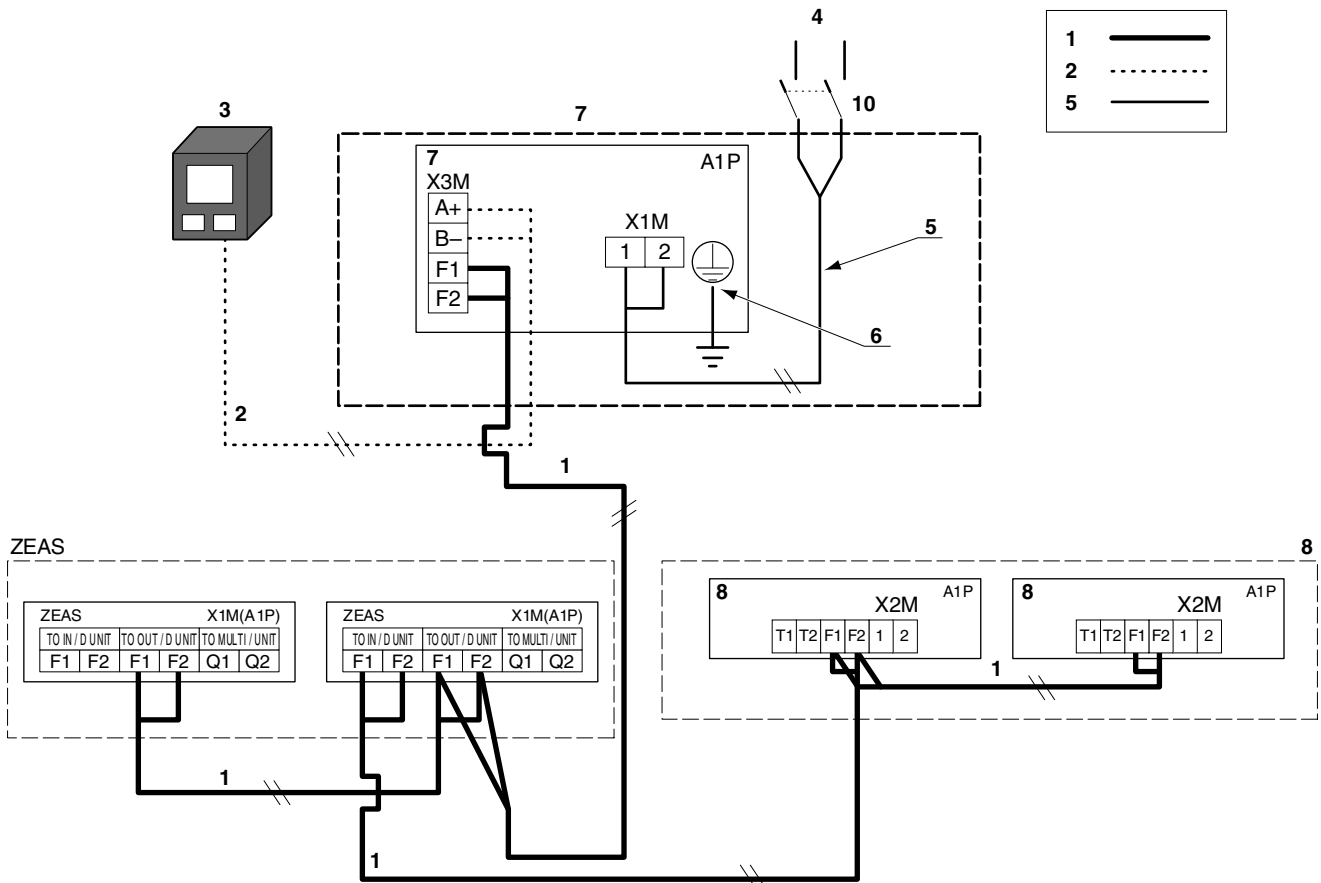 4
1
2
5
3
7
10
7
A1P
X3M
A+
B–
F1
F2
X1M
1 2
5
6
2
1
ZEAS
8
ZEAS X1M(A1P)
TO IN / D UNIT TO OUT / D UNIT TO MULTI / UNIT
F1 F2 F1 F2 Q1 Q2
ZEAS X1M(A1P)
TO IN / D UNIT TO OUT / D UNIT TO MULTI / UNIT
F1 F2 F1 F2 Q1 Q2
8 A1P
X2M
T1 T2 F1 F2 1 2
8 A1P
X2M
T1 T2 F1 F2 1 2
1
1
1